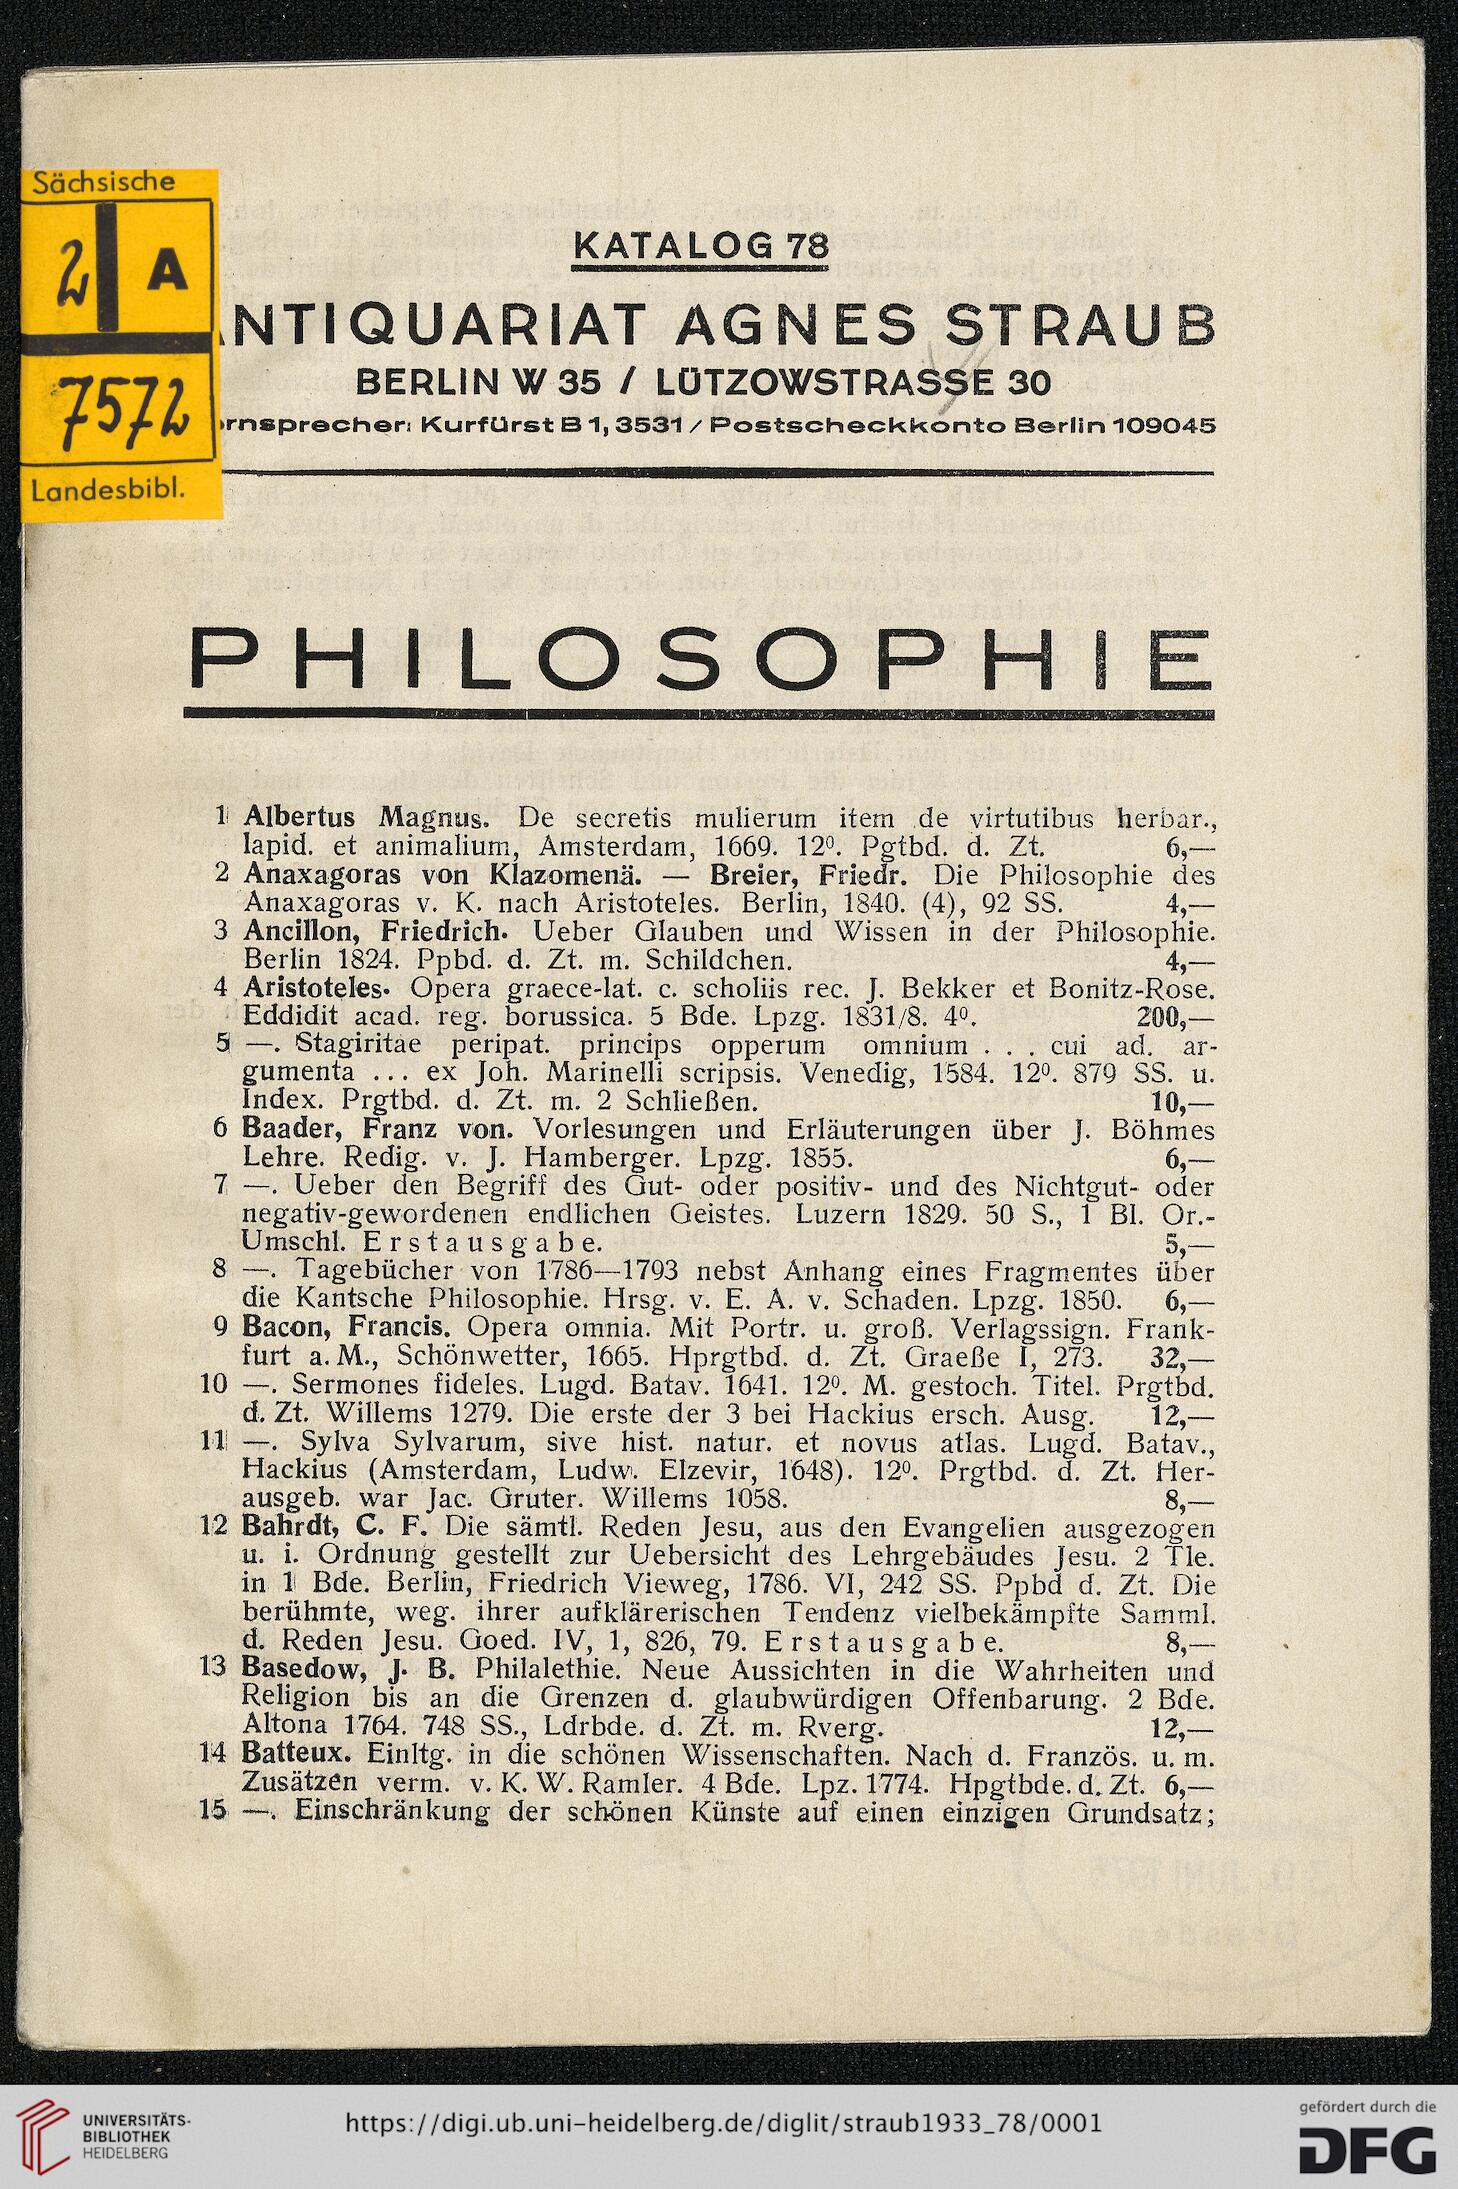 Sächsische
2 A
7572
Landesbibl.
KATALOG 78
NTIQUARIAT AGNES STRAUB
BERLIN W 35 / LÜTZOWSTRASSE 30
rnsprecher: Kurfürst B 1, 3531 / Postscheckkonto Berlin 109045
PHILOSOPHIE
1 Albertus Magnus. De secretis mulierum item de virtutibus herbar.,
lapid. et animalium, Amsterdam, 1669. 12⁰. Pgtbd. d. Zt. 6,—
2 Anaxagoras von Klazomenä. — Breier, Friedr. Die Philosophie des
Anaxagoras v. K. nach Aristoteles. Berlin, 1840. (4), 92 SS. 4,—
3 Ancillon, Friedrich. Ueber Glauben und Wissen in der Philosophie.
Berlin 1824. Ppbd. d. Zt. m. Schildchen. 4,—
4 Aristoteles. Opera graece-lat. c. scholiis rec. J. Bekker et Bonitz-Rose.
Eddidit acad. reg. borussica. 5 Bde. Lpzg. 1831/8. 4⁰. 200,—
5 —. Stagiritae peripat. princips opperum omnium . . . cui ad. ar-
gumenta ... ex Joh. Marinelli scripsis. Venedig, 1584. 12⁰. 879 SS. u.
Index. Prgtbd. d. Zt. m. 2 Schließen. 10,—
6 Baader, Franz von. Vorlesungen und Erläuterungen über J. Böhmes
Lehre. Redig. v. J. Hamberger. Lpzg. 1855. 6,—
7 —. Ueber den Begriff des Gut- oder positiv- und des Nichtgut- oder
negativ-gewordenen endlichen Geistes. Luzern 1829. 50 S., 1 Bl. Or.-
Umschl. Erstausgabe. 5,—
8 —. Tagebücher von 1786—1793 nebst Anhang eines Fragmentes über
die Kantsche Philosophie. Hrsg. v. E. A. v. Schaden. Lpzg. 1850. 6,—
9 Bacon, Francis. Opera omnia. Mit Portr. u. groß. Verlagssign. Frank-
furt a. M., Schönwetter, 1665. Hprgtbd. d. Zt. Graeße I, 273. 32,—
10 —. Sermones fideles. Lugd. Batav. 1641. 12⁰. M. gestoch. Titel. Prgtbd.
d. Zt. Willems 1279. Die erste der 3 bei Hackius ersch. Ausg. 12,—
11 —. Sylva Sylvarum, sive hist. natur. et novus atlas. Lugd. Batav.,
Hackius (Amsterdam, Ludw. Elzevir, 1648). 12⁰. Prgtbd. d. Zt. Her-
ausgeb. war Jac. Gruter. Willems 1058. 8,—
12 Bahrdt, C. F. Die sämtl. Reden Jesu, aus den Evangelien ausgezogen
u. i. Ordnung gestellt zur Uebersicht des Lehrgebäudes Jesu. 2 Tle.
in 1 Bde. Berlin, Friedrich Vieweg, 1786. VI, 242 SS. Ppbd d. Zt. Die
berühmte, weg. ihrer aufklärerischen Tendenz vielbekämpfte Samml.
d. Reden Jesu. Goed. IV, 1, 826, 79. Erstausgabe. 8,—
13 Basedow, J. B. Philalethie. Neue Aussichten in die Wahrheiten und
Religion bis an die Grenzen d. glaubwürdigen Offenbarung. 2 Bde.
Altona 1764. 748 SS., Ldrbde. d. Zt. m. Rverg. 12,—
14 Batteux. Einltg. in die schönen Wissenschaften. Nach d. Französ. u. m.
Zusätzen verm. v. K. W. Ramler. 4 Bde. Lpz. 1774. Hpgtbde. d. Zt. 6,—
15 —. Einschränkung der schönen Künste auf einen einzigen Grundsatz;
UNIVERSITÄTS-
BIBLIOTHEK
HEIDELBERG
https://digi.ub.uni-heidelberg.de/diglit/straub1933_78/0001
gefördert durch die
DFG